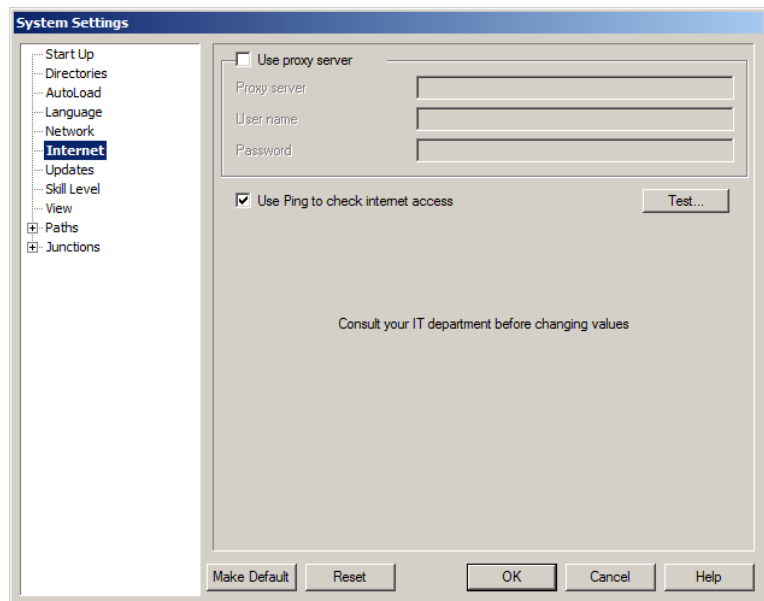 System Settings
Start Up
Directories
AutoLoad
Language
Network
Internet
Updates
Skill Level
View
Paths
Junctions
Use proxy server
Proxy server
User name
Password
Use Ping to check internet access
Test...
Consult your IT department before changing values
Make Default
Reset
OK
Cancel
Help